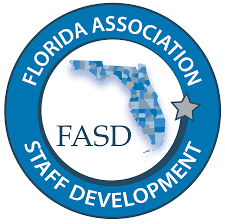 FLORIDA ASSOCIATION
FASD
STAFF DEVELOPMENT